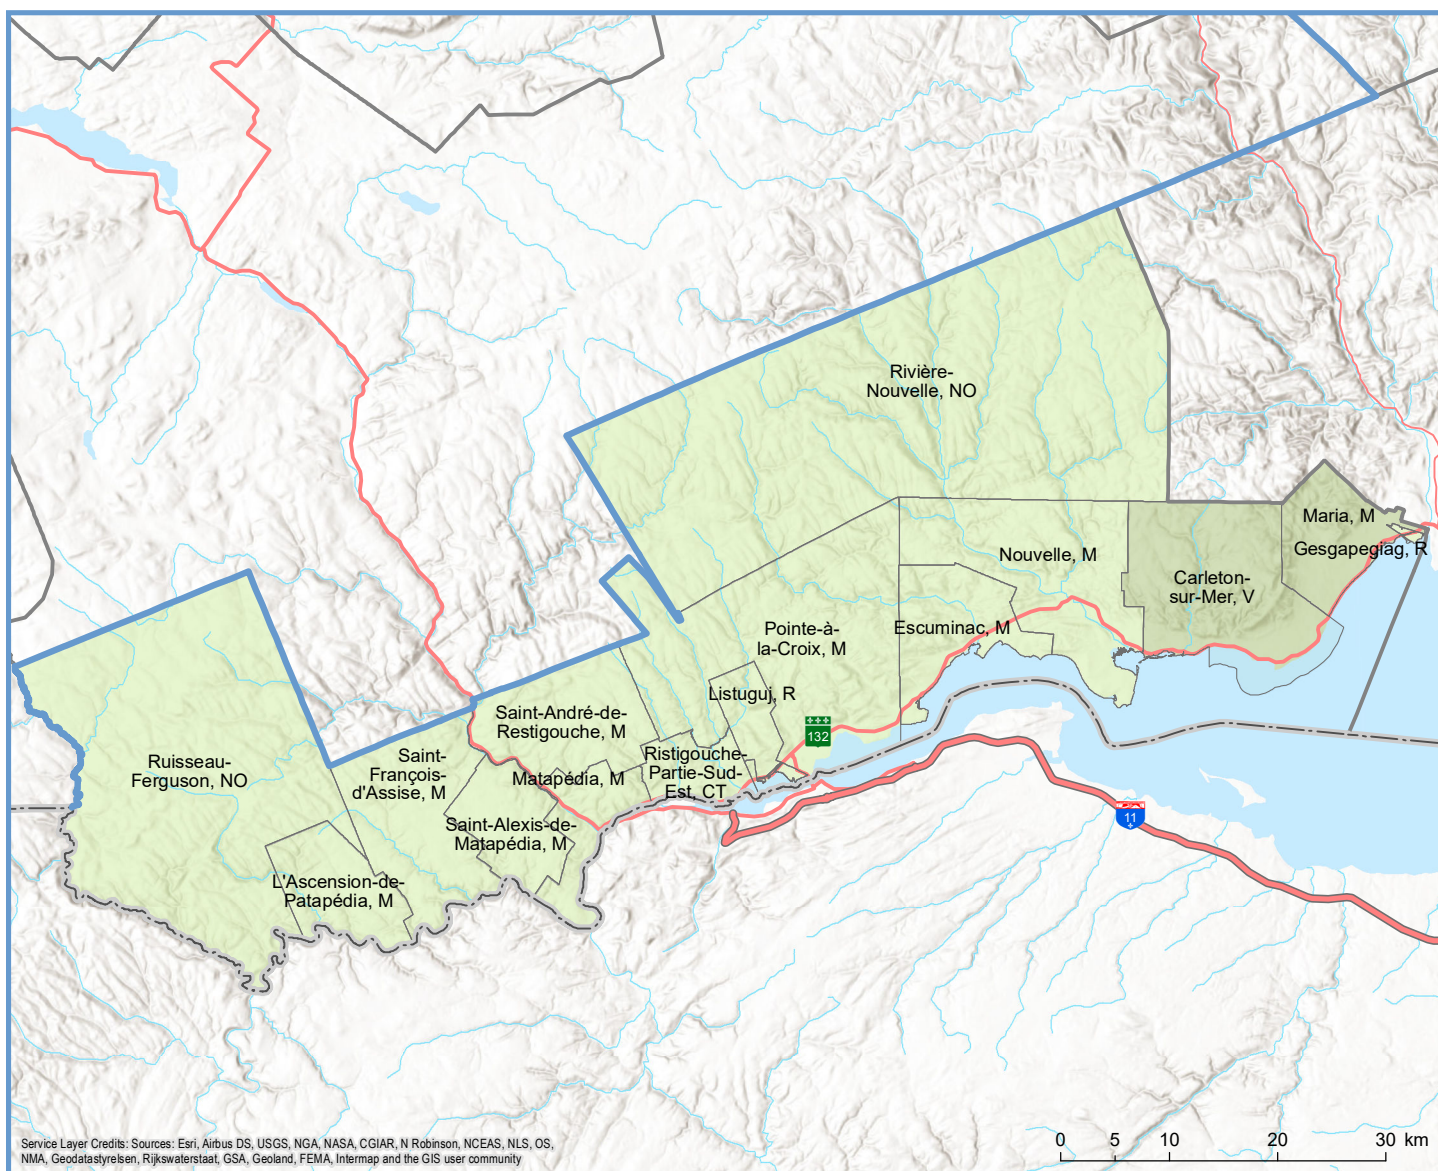 Rivière-
Nouvelle, NO
Maria, M
Gesgapegiag, R
Nouvelle, M
Carleton-
sur-Mer, V
Escuminac, M
Pointe-à-
la-Croix, M
Listuguj, R
Saint-André-de-
Restigouche, M
132
Ristigouche-
Partie-Sud-
Est, CT
Matapédia, M
Saint-
François-
d'Assise, M
Ruisseau-
Ferguson, NO
Saint-Alexis-de-
Matapédia, M
11
L'Ascension-de-
Patapédia, M
0 5 10 20 30 km
Service Layer Credits: Sources: Esri, Airbus DS, USGS, NGA, NASA, CGIAR, N Robinson, NCEAS, NLS, OS,
NMA, Geodatastyrelsen, Rijkswaterstaat, GSA, Geoland, FEMA, Intermap and the GIS user community